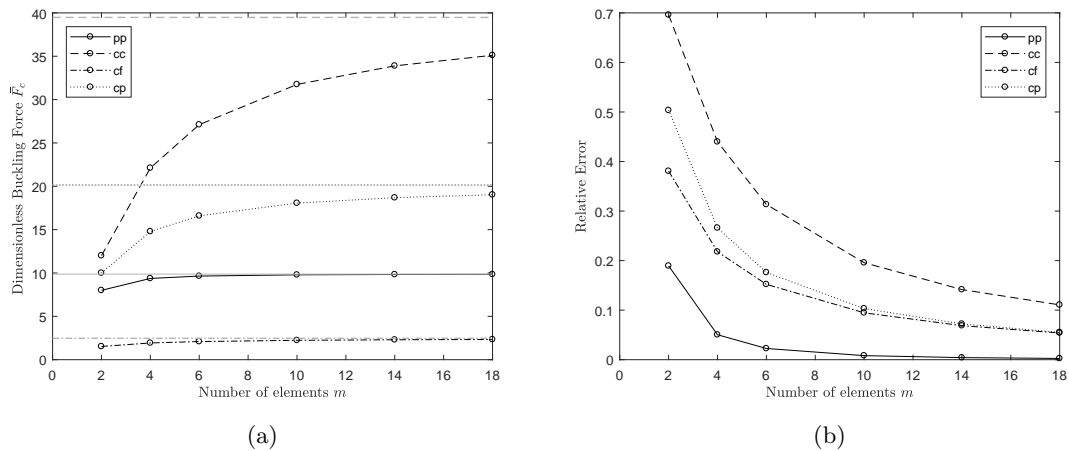 40
35
30
25
20
15
10
5
0
0 2 4 6 8 10 12 14 16 18
Dimensionless Buckling Force F̄_c
Number of elements m
pp
cc
cf
cp
(a)
0.7
0.6
0.5
0.4
0.3
0.2
0.1
0
0 2 4 6 8 10 12 14 16 18
Relative Error
Number of elements m
pp
cc
cf
cp
(b)